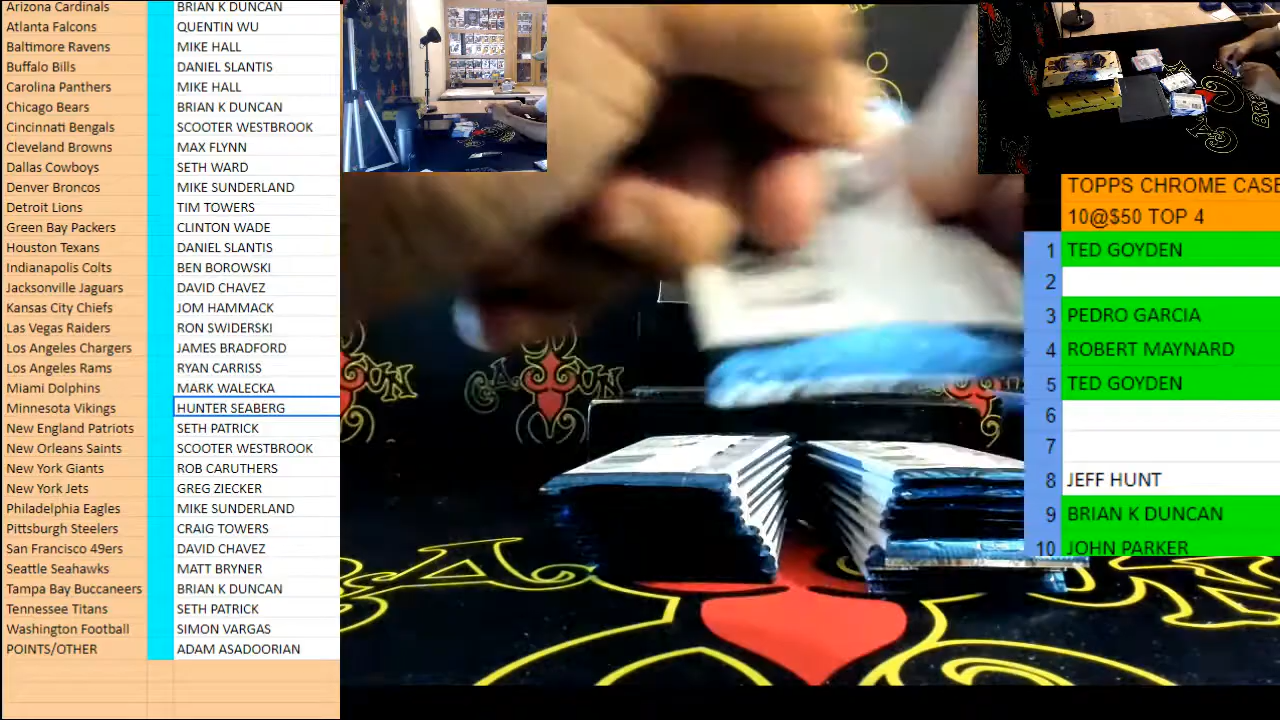 Arizona Cardinals BRIAN K DUNCAN
Atlanta Falcons QUENTIN WU
Baltimore Ravens MIKE HALL
Buffalo Bills DANIEL SLANTIS
Carolina Panthers MIKE HALL
Chicago Bears BRIAN K DUNCAN
Cincinnati Bengals SCOOTER WESTBROOK
Cleveland Browns MAX FLYNN
Dallas Cowboys SETH WARD
Denver Broncos MIKE SUNDERLAND
Detroit Lions TIM TOWERS
Green Bay Packers CLINTON WADE
Houston Texans DANIEL SLANTIS
Indianapolis Colts BEN BOROWSKI
Jacksonville Jaguars DAVID CHAVEZ
Kansas City Chiefs JOM HAMMACK
Las Vegas Raiders RON SWIDERSKI
Los Angeles Chargers JAMES BRADFORD
Los Angeles Rams RYAN CARRISS
Miami Dolphins MARK WALECKA
Minnesota Vikings HUNTER SEABERG
New England Patriots SETH PATRICK
New Orleans Saints SCOOTER WESTBROOK
New York Giants ROB CARUTHERS
New York Jets GREG ZIECKER
Philadelphia Eagles MIKE SUNDERLAND
Pittsburgh Steelers CRAIG TOWERS
San Francisco 49ers DAVID CHAVEZ
Seattle Seahawks MATT BRYNER
Tampa Bay Buccaneers BRIAN K DUNCAN
Tennessee Titans SETH PATRICK
Washington Football SIMON VARGAS
POINTS/OTHER ADAM ASADOORIAN
TOPPS CHROME CASE
10@$50 TOP 4
1 TED GOYDEN
2
3 PEDRO GARCIA
4 ROBERT MAYNARD
5 TED GOYDEN
6
7
8 JEFF HUNT
9 BRIAN K DUNCAN
10 JOHN PARKER